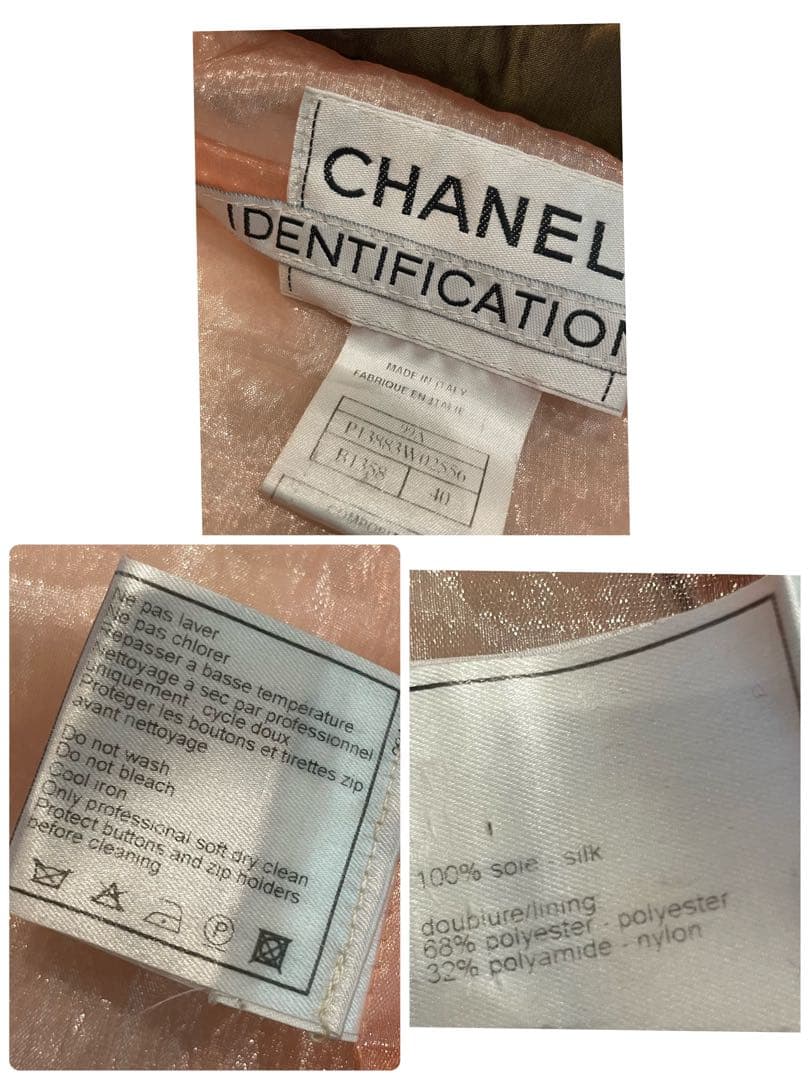 CHANEL
IDENTIFICATION
MADE IN ITALY
FABRIQUE EN ITALIE
99A
P13883W02556
B1358
40
Ne pas laver
Ne pas chlorer
Repasser a basse temperature
Nettoyage à sec par professionnel
uniquement cycle doux
Protéger les boutons et tirettes zip
avant nettoyage
Do not wash
Do not bleach
Cool iron
Only professional soft dry clean
Protect buttons and zip holders
before cleaning
P
100% soie - silk
doublure/lining
68% polyester - polyester
32% polyamide - nylon